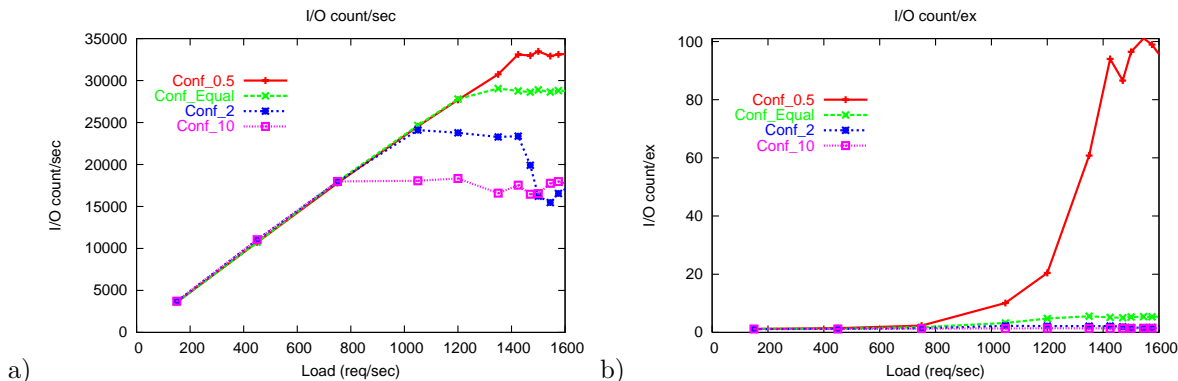 I/O count/sec
35000
30000
25000
20000
15000
10000
5000
0
I/O count/sec
Conf_0.5
Conf_Equal
Conf_2
Conf_10
0 200 400 600 800 1000 1200 1400 1600
Load (req/sec)
a)
I/O count/ex
100
80
60
40
20
0
I/O count/ex
Conf_0.5
Conf_Equal
Conf_2
Conf_10
0 200 400 600 800 1000 1200 1400 1600
Load (req/sec)
b)